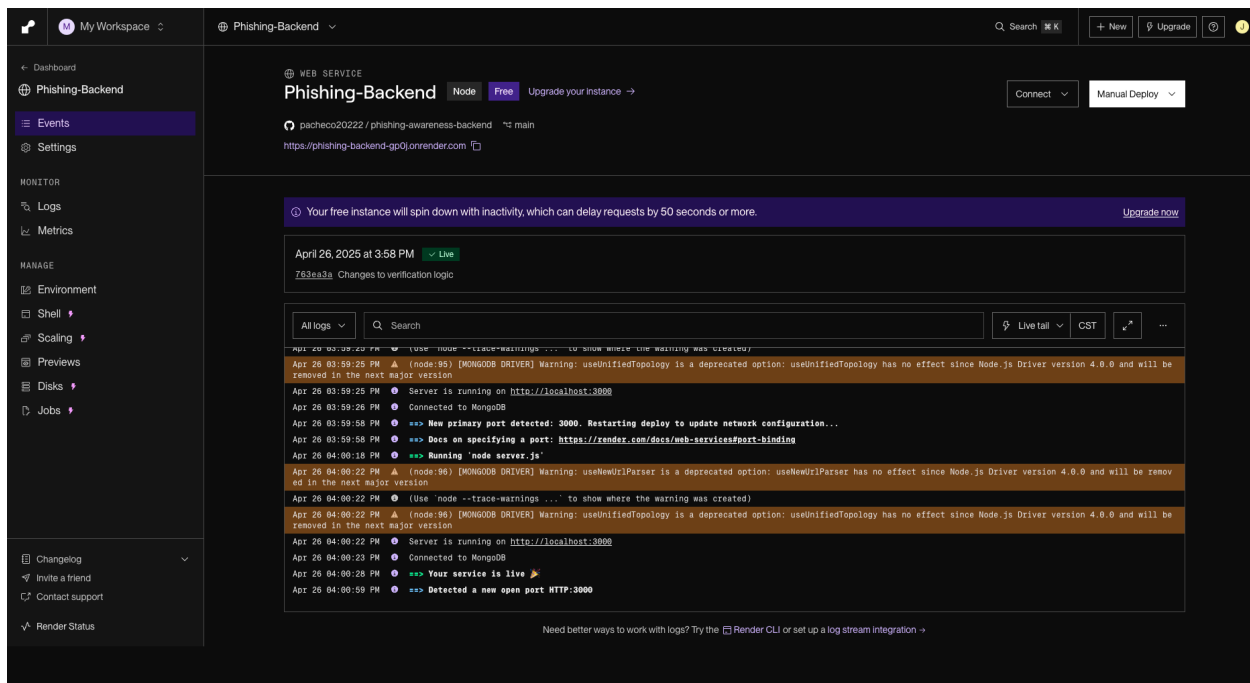 M My Workspace
Phishing-Backend
Search ⌘ K
+ New
Upgrade
J
← Dashboard
Phishing-Backend
Events
Settings
MONITOR
Logs
Metrics
MANAGE
Environment
Shell
Scaling
Previews
Disks
Jobs
Changelog
Invite a friend
Contact support
Render Status
WEB SERVICE
Phishing-Backend Node Free Upgrade your instance →
Connect
Manual Deploy
pacheco20222 / phishing-awareness-backend main
https://phishing-backend-gp0j.onrender.com
Your free instance will spin down with inactivity, which can delay requests by 50 seconds or more. Upgrade now
April 26, 2025 at 3:58 PM ✓ Live
763ea3a Changes to verification logic
All logs
Search
Live tail
CST
...
Apr 26 03:59:25 PM (Use `node --trace-warnings ...` to show where the warning was created)
Apr 26 03:59:25 PM (node:95) [MONGODB DRIVER] Warning: useUnifiedTopology is a deprecated option: useUnifiedTopology has no effect since Node.js Driver version 4.0.0 and will be
removed in the next major version
Apr 26 03:59:25 PM Server is running on http://localhost:3000
Apr 26 03:59:26 PM Connected to MongoDB
Apr 26 03:59:58 PM ==> New primary port detected: 3000. Restarting deploy to update network configuration...
Apr 26 03:59:58 PM ==> Docs on specifying a port: https://render.com/docs/web-services#port-binding
Apr 26 04:00:18 PM ==> Running 'node server.js'
Apr 26 04:00:22 PM (node:96) [MONGODB DRIVER] Warning: useNewUrlParser is a deprecated option: useNewUrlParser has no effect since Node.js Driver version 4.0.0 and will be remov
ed in the next major version
Apr 26 04:00:22 PM (Use `node --trace-warnings ...` to show where the warning was created)
Apr 26 04:00:22 PM (node:96) [MONGODB DRIVER] Warning: useUnifiedTopology is a deprecated option: useUnifiedTopology has no effect since Node.js Driver version 4.0.0 and will be
removed in the next major version
Apr 26 04:00:22 PM Server is running on http://localhost:3000
Apr 26 04:00:23 PM Connected to MongoDB
Apr 26 04:00:28 PM ==> Your service is live 🎉
Apr 26 04:00:59 PM ==> Detected a new open port HTTP:3000
Need better ways to work with logs? Try the Render CLI or set up a log stream integration →